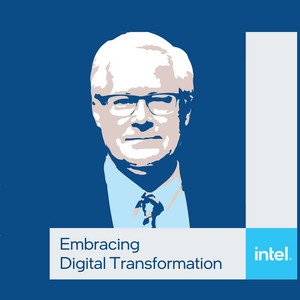 Embracing
Digital Transformation
intel.